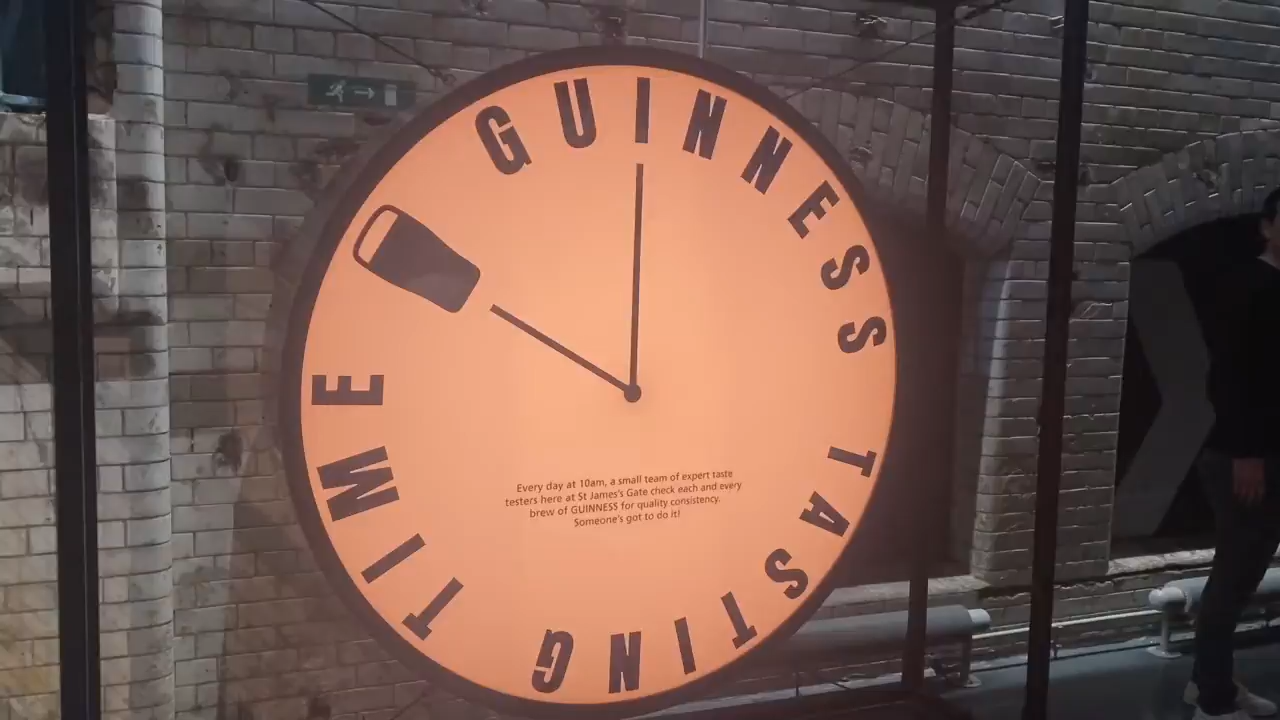 GUINNESS TASTING TIME
Every day at 10am, a small team of expert taste
testers here at St James's Gate check each and every
brew of GUINNESS for quality consistency.
Someone's got to do it!